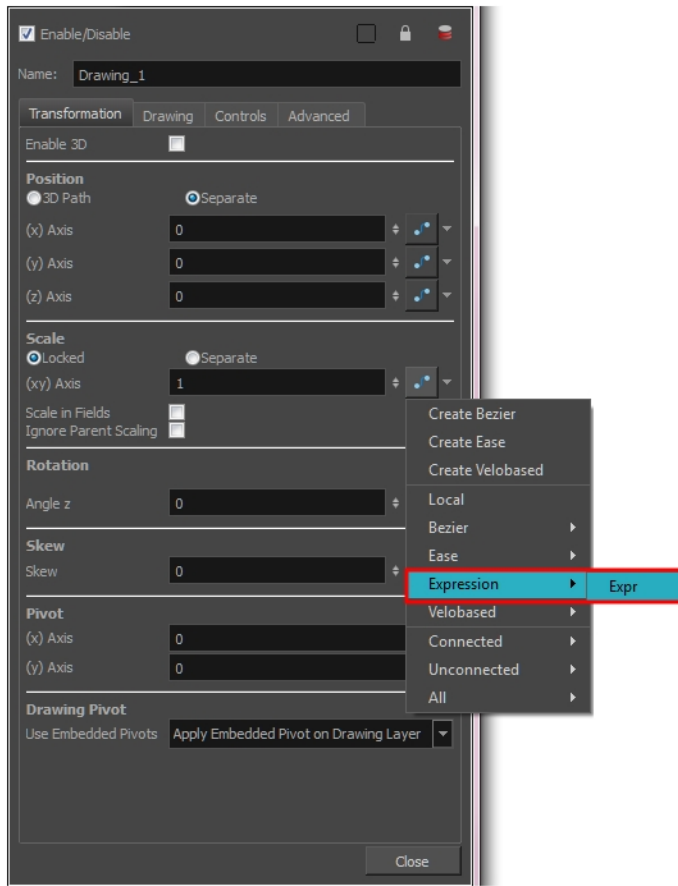 Enable/Disable
Name: Drawing_1
Transformation Drawing Controls Advanced
Enable 3D
Position
3D Path Separate
(x) Axis 0
(y) Axis 0
(z) Axis 0
Scale
Locked Separate
(xy) Axis 1
Scale in Fields
Ignore Parent Scaling
Rotation
Angle z 0
Skew
Skew 0
Pivot
(x) Axis 0
(y) Axis 0
Drawing Pivot
Use Embedded Pivots Apply Embedded Pivot on Drawing Layer
Close
Create Bezier
Create Ease
Create Velobased
Local
Bezier
Ease
Expression Expr
Velobased
Connected
Unconnected
All